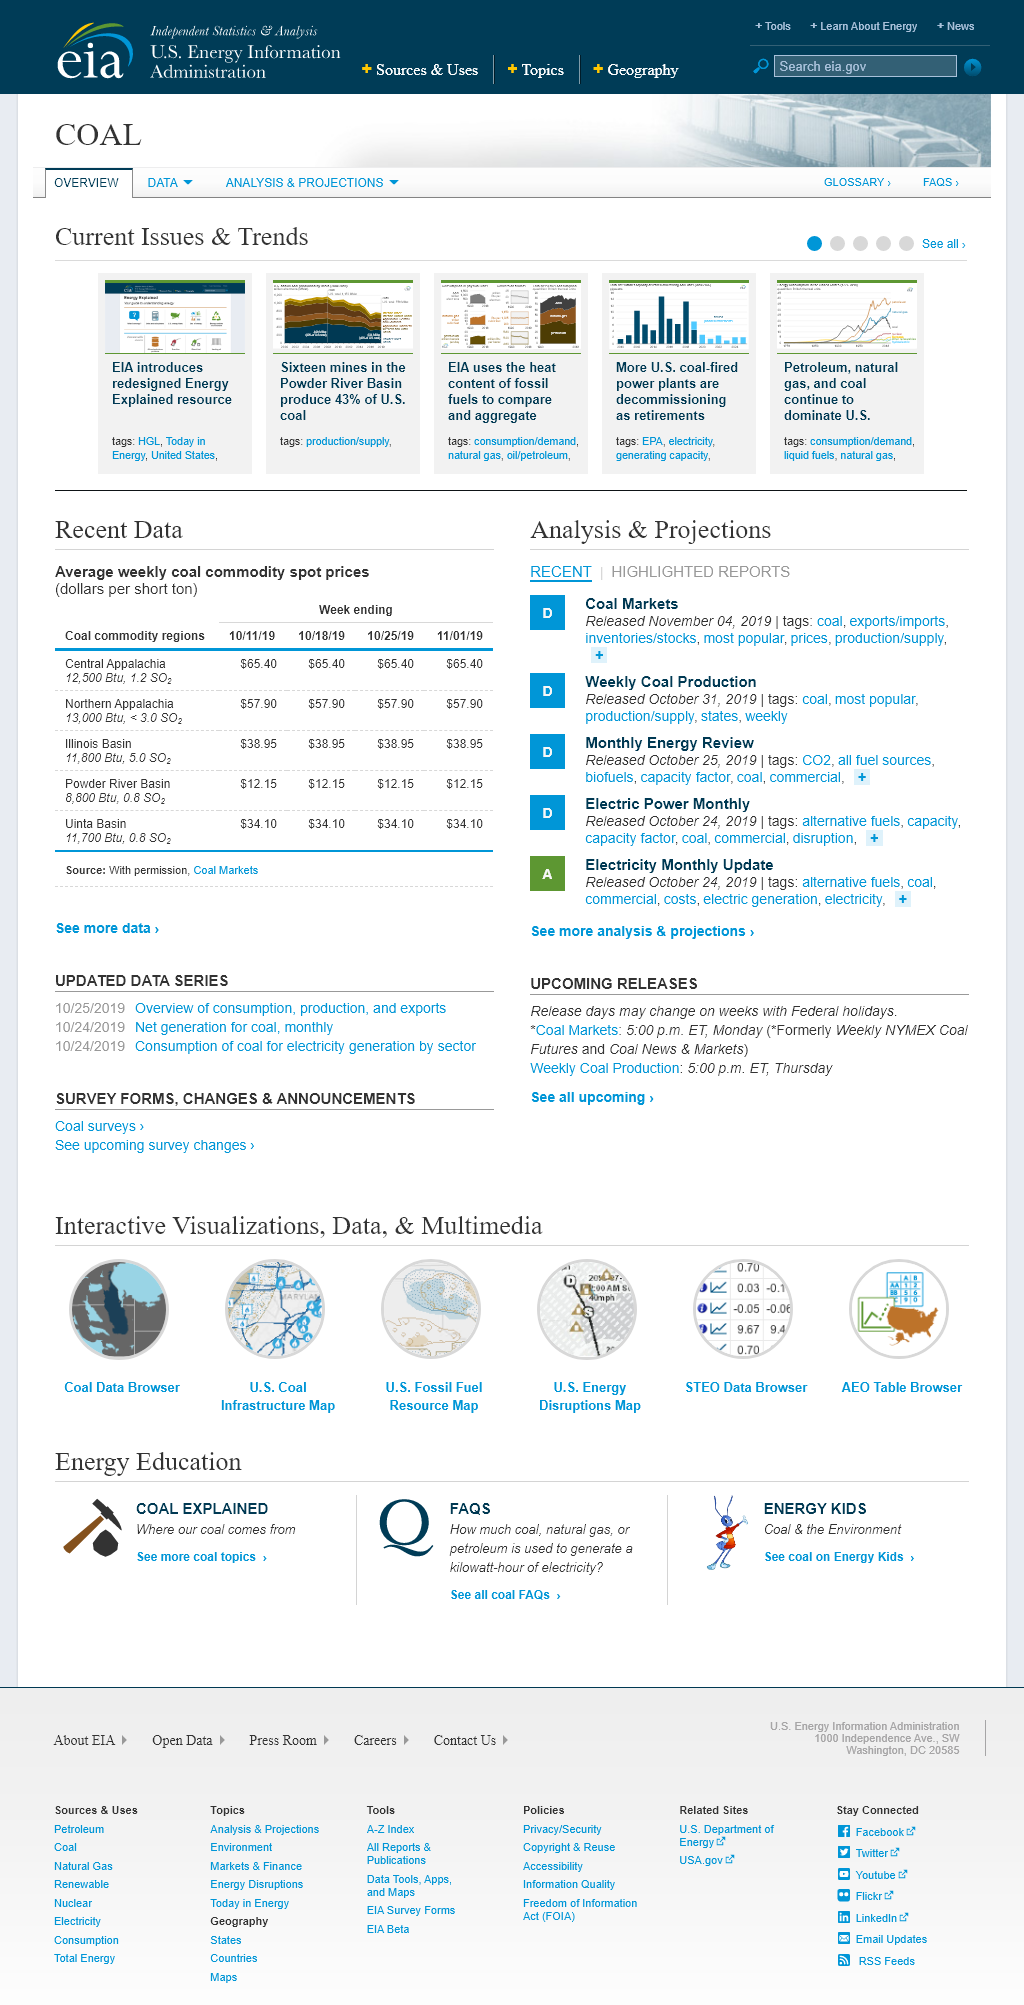 + Tools + Learn About Energy + News
eia
Independent Statistics & Analysis
U.S. Energy Information
Administration
+ Sources & Uses + Topics + Geography
Search eia.gov
COAL
OVERVIEW DATA ANALYSIS & PROJECTIONS GLOSSARY › FAQS ›
Current Issues & Trends
See all ›
EIA introduces
redesigned Energy
Explained resource
tags: HGL, Today in
Energy, United States,
Sixteen mines in the
Powder River Basin
produce 43% of U.S.
coal
tags: production/supply,
EIA uses the heat
content of fossil
fuels to compare
and aggregate
tags: consumption/demand,
natural gas, oil/petroleum,
More U.S. coal-fired
power plants are
decommissioning
as retirements
tags: EPA, electricity,
generating capacity,
Petroleum, natural
gas, and coal
continue to
dominate U.S.
tags: consumption/demand,
liquid fuels, natural gas,
Recent Data
Average weekly coal commodity spot prices
(dollars per short ton)
Week ending
Coal commodity regions 10/11/19 10/18/19 10/25/19 11/01/19
Central Appalachia $65.40 $65.40 $65.40 $65.40
12,500 Btu, 1.2 SO2
Northern Appalachia $57.90 $57.90 $57.90 $57.90
13,000 Btu, < 3.0 SO2
Illinois Basin $38.95 $38.95 $38.95 $38.95
11,800 Btu, 5.0 SO2
Powder River Basin $12.15 $12.15 $12.15 $12.15
8,800 Btu, 0.8 SO2
Uinta Basin $34.10 $34.10 $34.10 $34.10
11,700 Btu, 0.8 SO2
Source: With permission, Coal Markets
See more data ›
UPDATED DATA SERIES
10/25/2019 Overview of consumption, production, and exports
10/24/2019 Net generation for coal, monthly
10/24/2019 Consumption of coal for electricity generation by sector
SURVEY FORMS, CHANGES & ANNOUNCEMENTS
Coal surveys ›
See upcoming survey changes ›
Analysis & Projections
RECENT | HIGHLIGHTED REPORTS
D Coal Markets
Released November 04, 2019 | tags: coal, exports/imports,
inventories/stocks, most popular, prices, production/supply,
+
D Weekly Coal Production
Released October 31, 2019 | tags: coal, most popular,
production/supply, states, weekly
D Monthly Energy Review
Released October 25, 2019 | tags: CO2, all fuel sources,
biofuels, capacity factor, coal, commercial, +
D Electric Power Monthly
Released October 24, 2019 | tags: alternative fuels, capacity,
capacity factor, coal, commercial, disruption, +
A Electricity Monthly Update
Released October 24, 2019 | tags: alternative fuels, coal,
commercial, costs, electric generation, electricity, +
See more analysis & projections ›
UPCOMING RELEASES
Release days may change on weeks with Federal holidays.
*Coal Markets: 5:00 p.m. ET, Monday (*Formerly Weekly NYMEX Coal
Futures and Coal News & Markets)
Weekly Coal Production: 5:00 p.m. ET, Thursday
See all upcoming ›
Interactive Visualizations, Data, & Multimedia
0.70
0.03 -0.1
-0.05 -0.06
9.67 9.4
0.70
Coal Data Browser
U.S. Coal
Infrastructure Map
U.S. Fossil Fuel
Resource Map
U.S. Energy
Disruptions Map
STEO Data Browser
AEO Table Browser
Energy Education
COAL EXPLAINED
Where our coal comes from
See more coal topics ›
Q
FAQS
How much coal, natural gas, or
petroleum is used to generate a
kilowatt-hour of electricity?
See all coal FAQs ›
ENERGY KIDS
Coal & the Environment
See coal on Energy Kids ›
About EIA Open Data Press Room Careers Contact Us
U.S. Energy Information Administration
1000 Independence Ave., SW
Washington, DC 20585
Sources & Uses
Petroleum
Coal
Natural Gas
Renewable
Nuclear
Electricity
Consumption
Total Energy
Topics
Analysis & Projections
Environment
Markets & Finance
Energy Disruptions
Today in Energy
Geography
States
Countries
Maps
Tools
A-Z Index
All Reports &
Publications
Data Tools, Apps,
and Maps
EIA Survey Forms
EIA Beta
Policies
Privacy/Security
Copyright & Reuse
Accessibility
Information Quality
Freedom of Information
Act (FOIA)
Related Sites
U.S. Department of
Energy
USA.gov
Stay Connected
Facebook
Twitter
Youtube
Flickr
LinkedIn
Email Updates
RSS Feeds